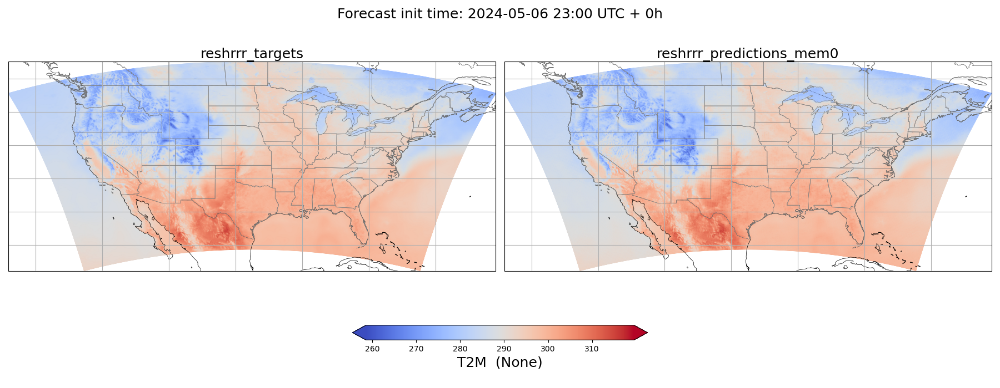 Forecast init time: 2024-05-06 23:00 UTC + 0h
reshrrr_targets
reshrrr_predictions_mem0
260 270 280 290 300 310
T2M (None)